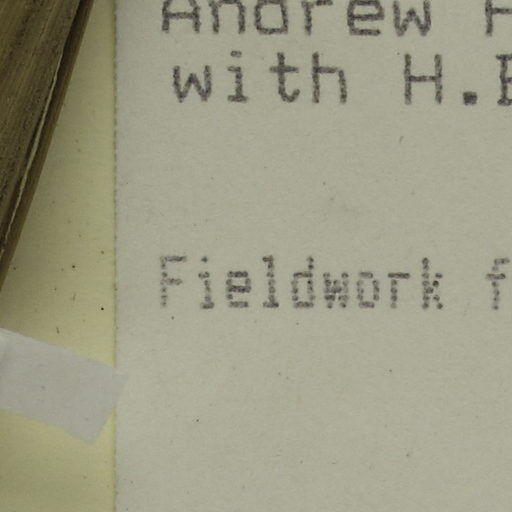 Andrew
with H.
Fieldwork f